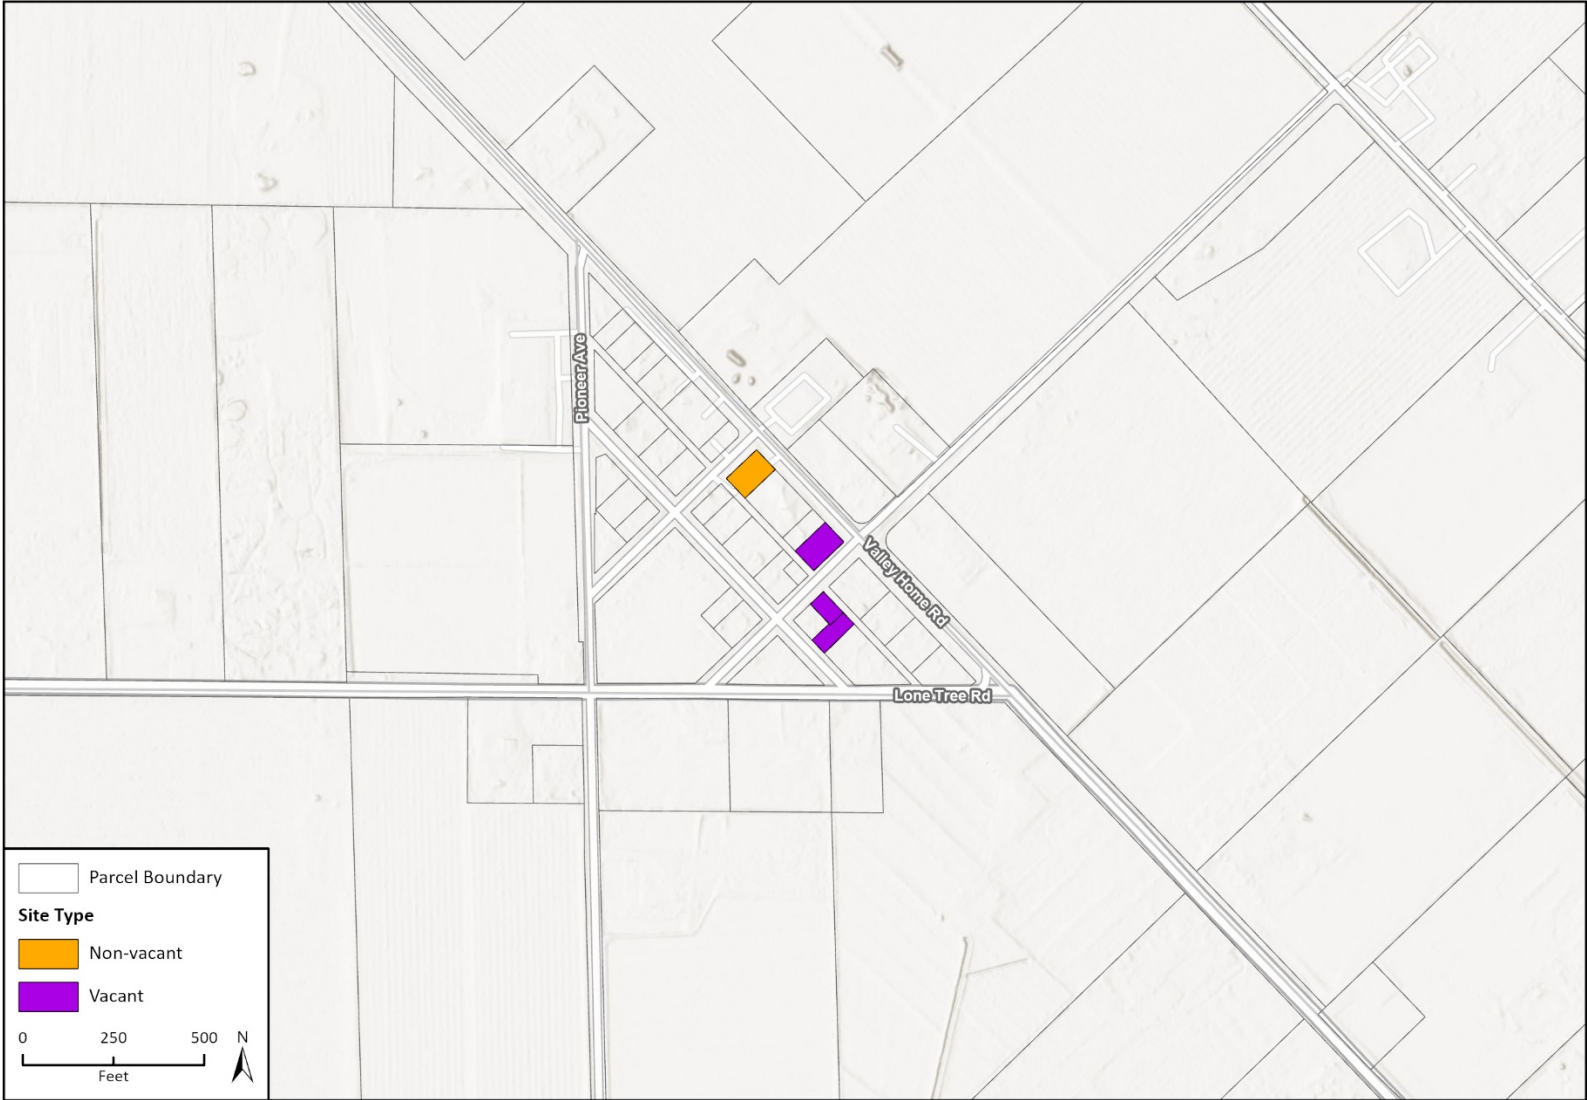 Pioneer Ave
Valley Home Rd
Lone Tree Rd
Parcel Boundary
Site Type
Non-vacant
Vacant
0 250 500 N
Feet